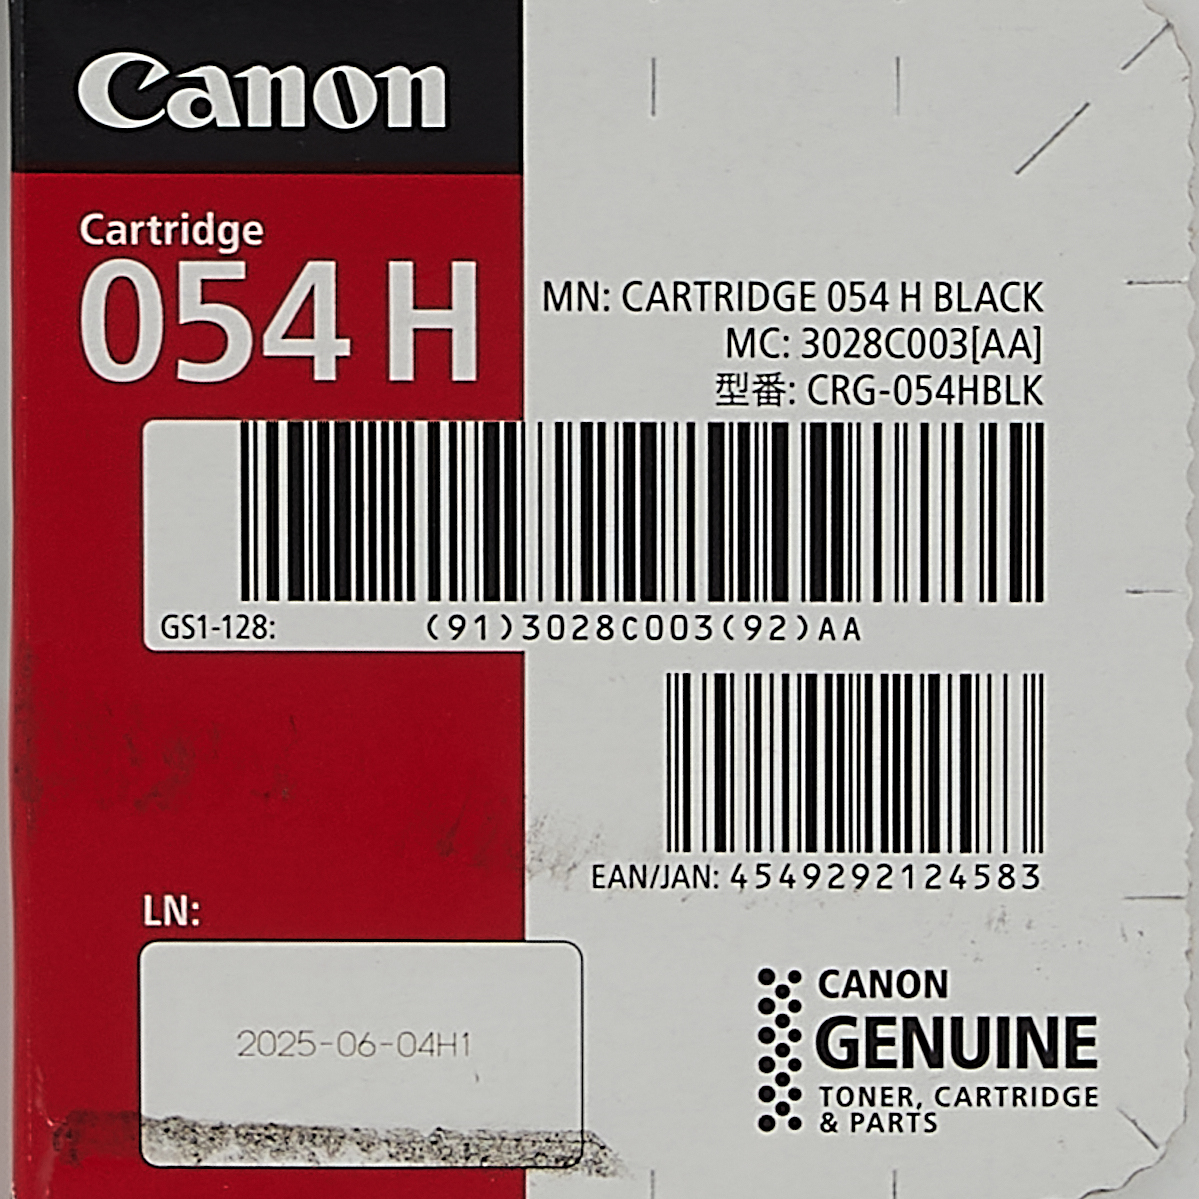 Canon
Cartridge
054 H
MN: CARTRIDGE 054 H BLACK
MC: 3028C003[AA]
型番: CRG-054HBLK
GS1-128: (91)3028C003(92)AA
EAN/JAN: 4549292124583
LN:
2025-06-04H1
CANON
GENUINE
TONER, CARTRIDGE
& PARTS